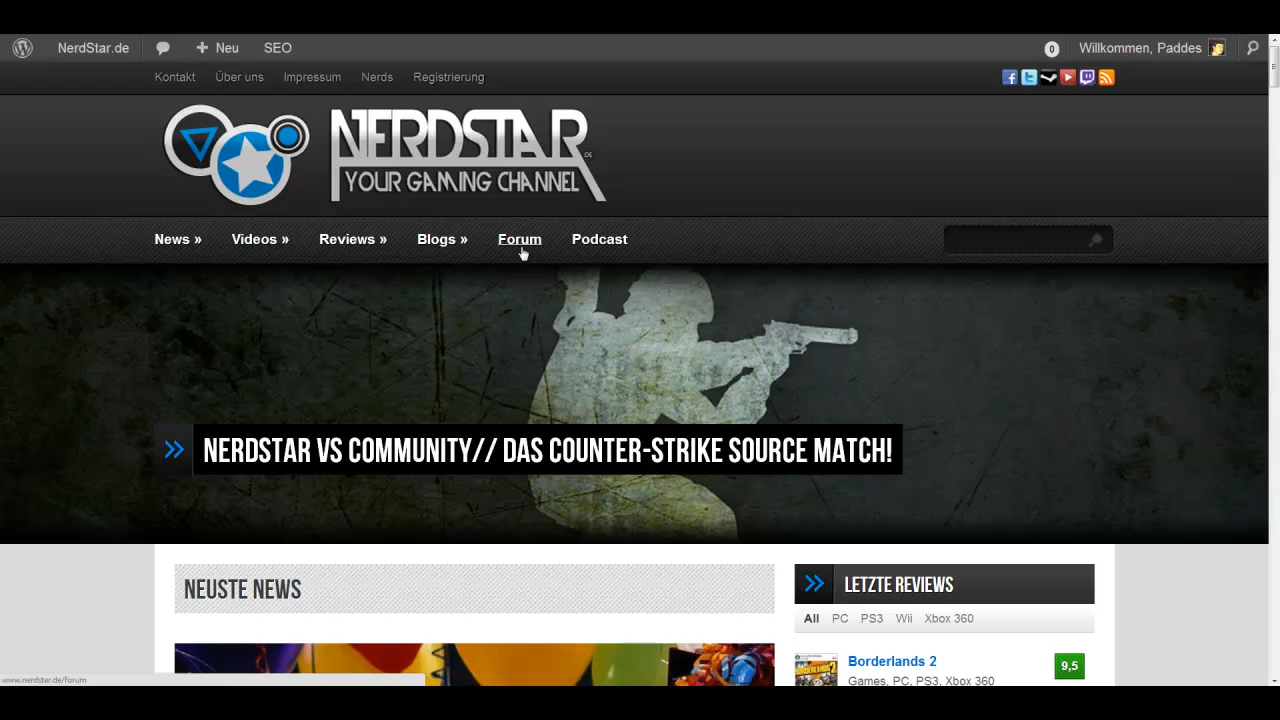 NerdStar.de Neu SEO 0 Willkommen, Paddes
Kontakt Über uns Impressum Nerds Registrierung
NERDSTAR.DE
YOUR GAMING CHANNEL
News » Videos » Reviews » Blogs » Forum Podcast
NERDSTAR VS COMMUNITY// DAS COUNTER-STRIKE SOURCE MATCH!
NEUSTE NEWS
LETZTE REVIEWS
All PC PS3 Wii Xbox 360
Borderlands 2 9,5
Games, PC, PS3, Xbox 360
www.nerdstar.de/forum